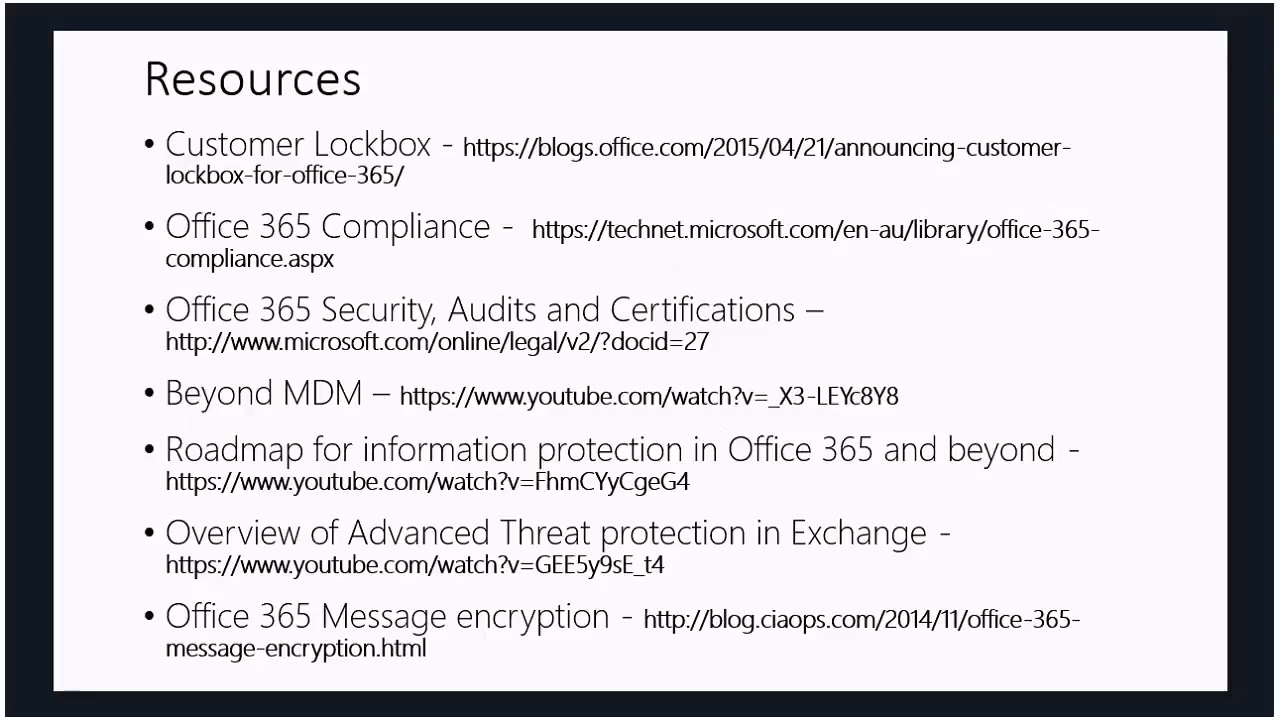 Resources
• Customer Lockbox - https://blogs.office.com/2015/04/21/announcing-customer-
lockbox-for-office-365/
• Office 365 Compliance - https://technet.microsoft.com/en-au/library/office-365-
compliance.aspx
• Office 365 Security, Audits and Certifications –
http://www.microsoft.com/online/legal/v2/?docid=27
• Beyond MDM – https://www.youtube.com/watch?v=_X3-LEYc8Y8
• Roadmap for information protection in Office 365 and beyond -
https://www.youtube.com/watch?v=FhmCYyCgeG4
• Overview of Advanced Threat protection in Exchange -
https://www.youtube.com/watch?v=GEE5y9sE_t4
• Office 365 Message encryption - http://blog.ciaops.com/2014/11/office-365-
message-encryption.html